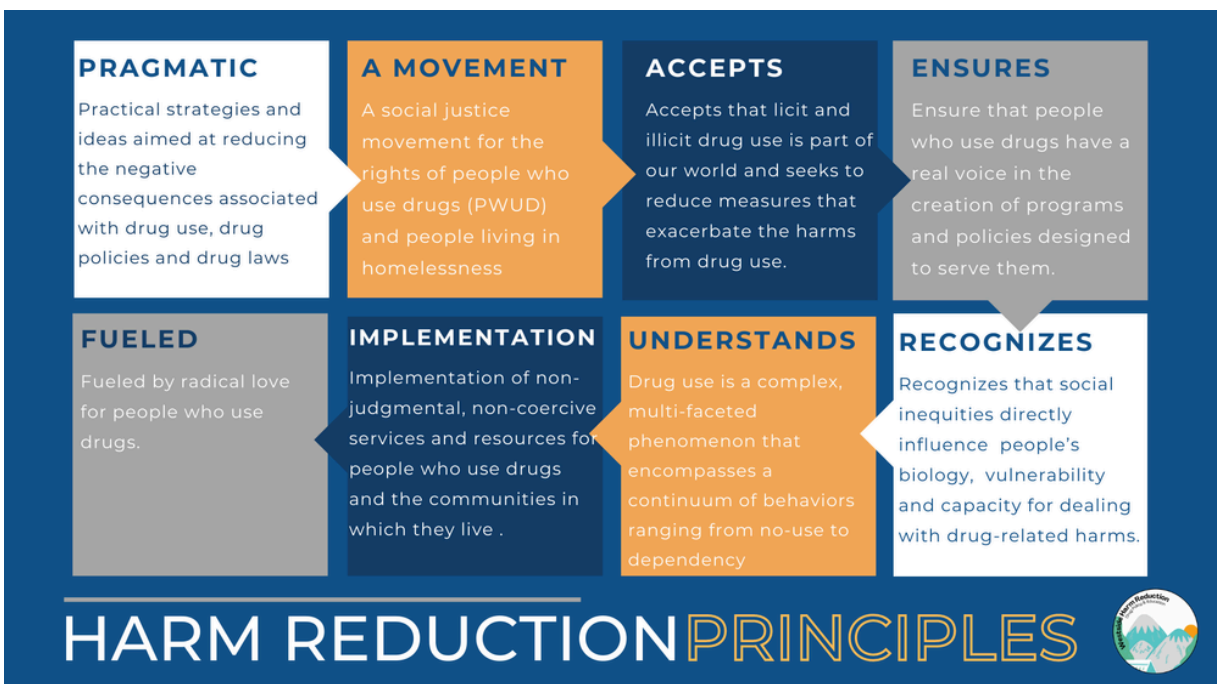 PRAGMATIC
Practical strategies and
ideas aimed at reducing
the negative
consequences associated
with drug use, drug
policies and drug laws
A MOVEMENT
A social justice
movement for the
rights of people who
use drugs (PWUD)
and people living in
homelessness
ACCEPTS
Accepts that licit and
illicit drug use is part of
our world and seeks to
reduce measures that
exacerbate the harms
from drug use.
ENSURES
Ensure that people
who use drugs have a
real voice in the
creation of programs
and policies designed
to serve them.
RECOGNIZES
Recognizes that social
inequities directly
influence people's
biology, vulnerability
and capacity for dealing
with drug-related harms.
UNDERSTANDS
Drug use is a complex,
multi-faceted
phenomenon that
encompasses a
continuum of behaviors
ranging from no-use to
dependency
IMPLEMENTATION
Implementation of non-
judgmental, non-coercive
services and resources for
people who use drugs
and the communities in
which they live .
FUELED
Fueled by radical love
for people who use
drugs.
HARM REDUCTION PRINCIPLES
Harm Reduction